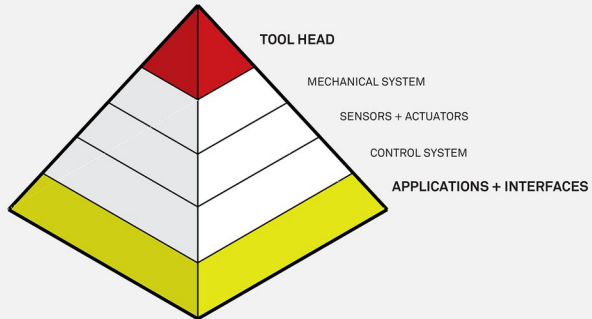 TOOL HEAD
MECHANICAL SYSTEM
SENSORS + ACTUATORS
CONTROL SYSTEM
APPLICATIONS + INTERFACES